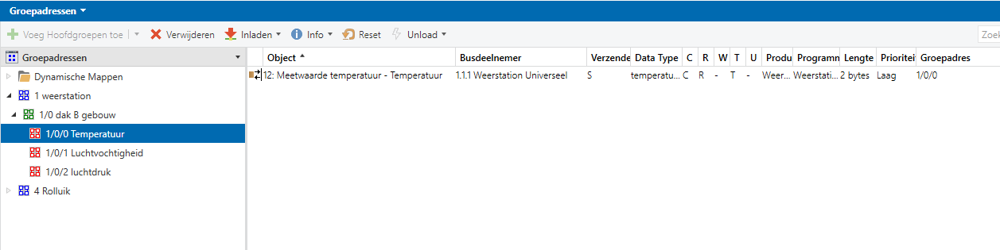 Groepadressen
Voeg Hoofdgroepen toe Verwijderen Inladen Info Reset Unload Zoek
Groepadressen
Object Busdeelnemer Verzende Data Type C R W T U Produ Programm Lengte Prioritei Groepadres
Dynamische Mappen
12: Meetwaarde temperatuur - Temperatuur 1.1.1 Weerstation Universeel S temperatu... C R - T - Weer... Weerstati... 2 bytes Laag 1/0/0
1 weerstation
1/0 dak B gebouw
1/0/0 Temperatuur
1/0/1 Luchtvochtigheid
1/0/2 luchtdruk
4 Rolluik